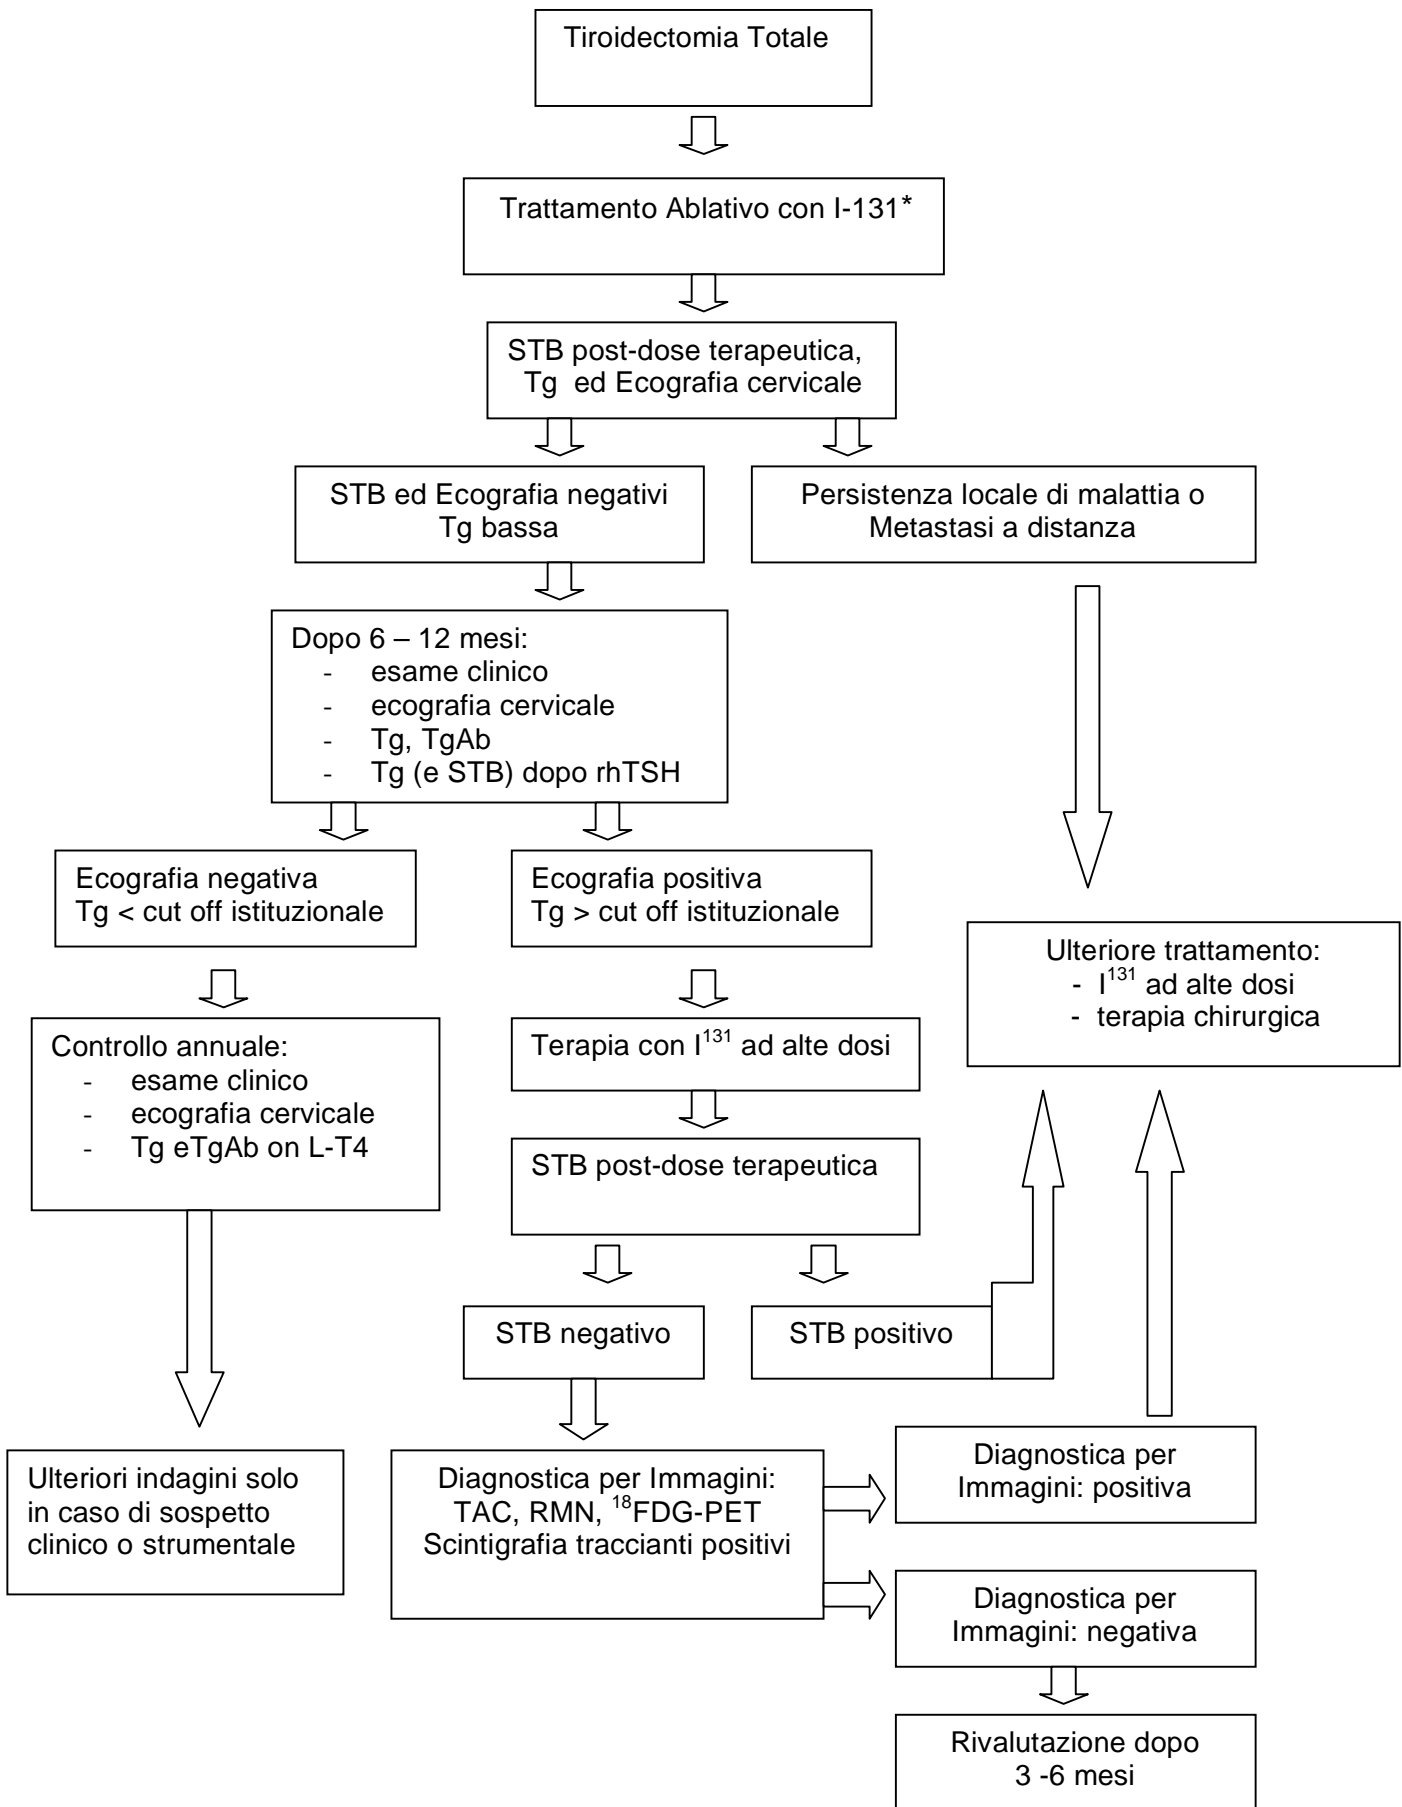 Tiroidectomia Totale
Trattamento Ablativo con I-131*
STB post-dose terapeutica,
Tg ed Ecografia cervicale
STB ed Ecografia negativi
Tg bassa
Persistenza locale di malattia o
Metastasi a distanza
Dopo 6 – 12 mesi:
- esame clinico
- ecografia cervicale
- Tg, TgAb
- Tg (e STB) dopo rhTSH
Ecografia negativa
Tg < cut off istituzionale
Ecografia positiva
Tg > cut off istituzionale
Ulteriore trattamento:
- I¹³¹ ad alte dosi
- terapia chirurgica
Controllo annuale:
- esame clinico
- ecografia cervicale
- Tg eTgAb on L-T4
Terapia con I¹³¹ ad alte dosi
STB post-dose terapeutica
STB negativo
STB positivo
Ulteriori indagini solo
in caso di sospetto
clinico o strumentale
Diagnostica per Immagini:
TAC, RMN, ¹⁸FDG-PET
Scintigrafia traccianti positivi
Diagnostica per
Immagini: positiva
Diagnostica per
Immagini: negativa
Rivalutazione dopo
3 -6 mesi